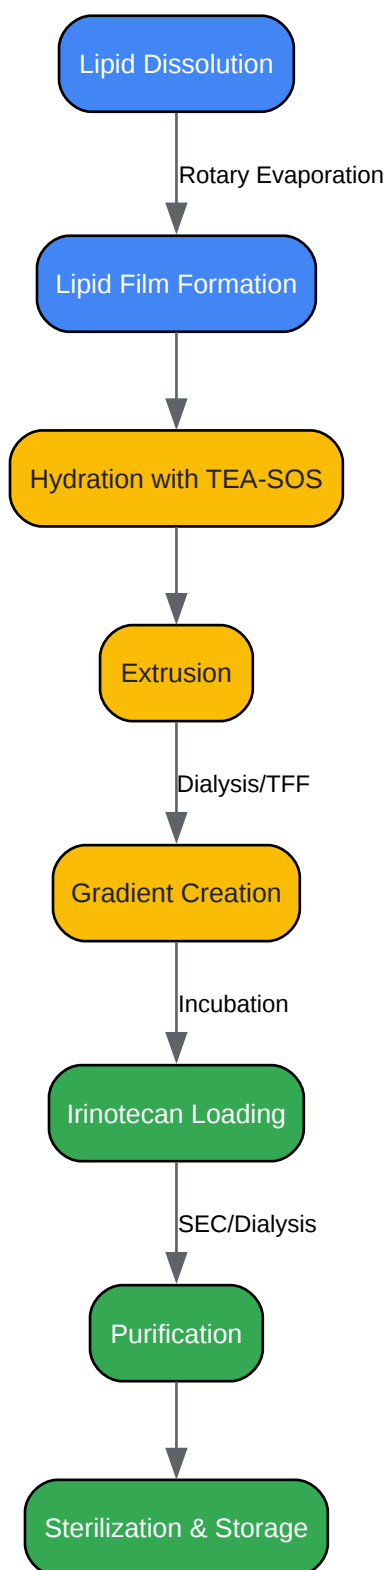 Lipid Dissolution
Rotary Evaporation
Lipid Film Formation
Hydration with TEA-SOS
Extrusion
Dialysis/TFF
Gradient Creation
Incubation
Irinotecan Loading
SEC/Dialysis
Purification
Sterilization & Storage